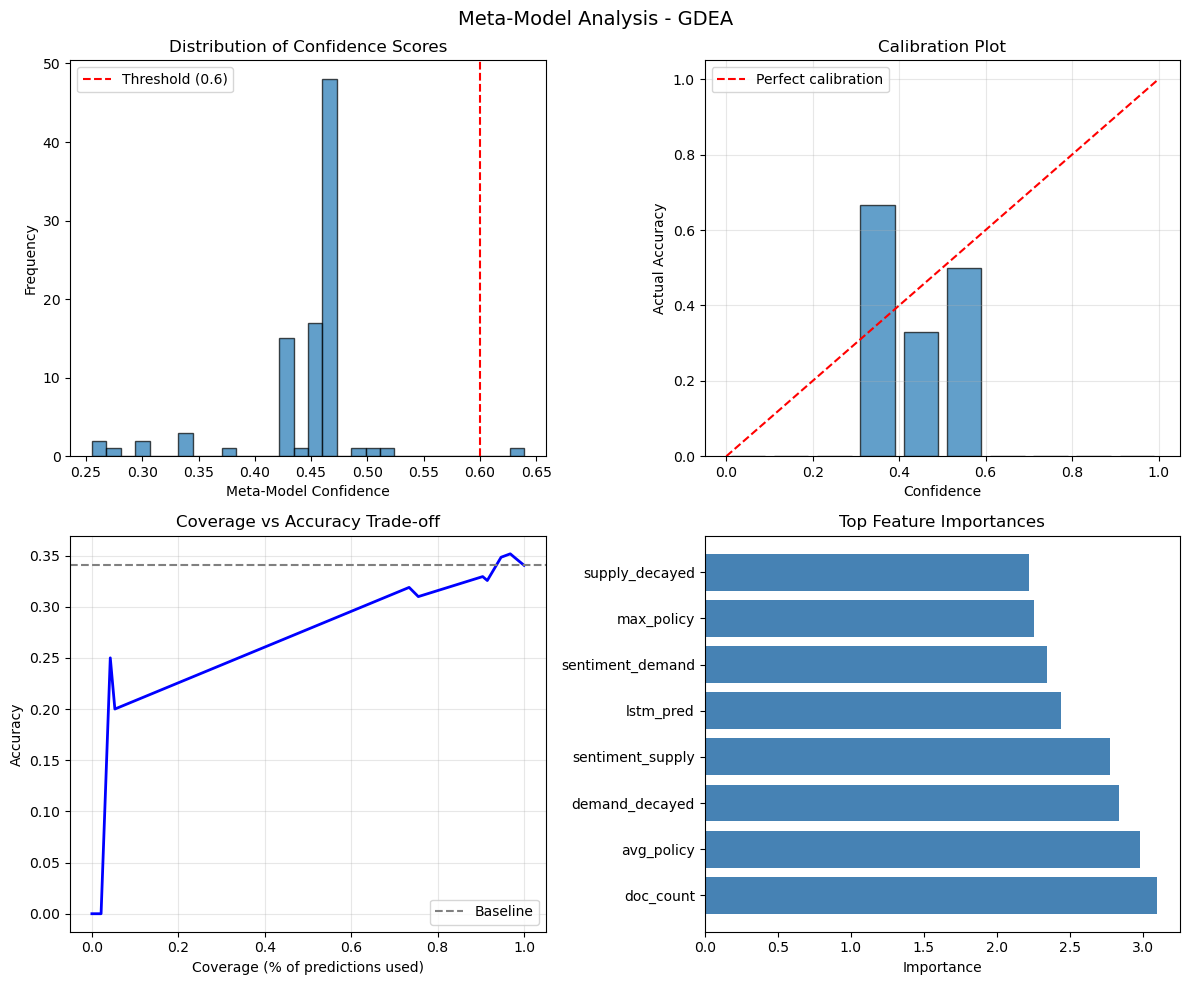 Meta-Model Analysis - GDEA
Distribution of Confidence Scores
Threshold (0.6)
Frequency
50
40
30
20
10
0
0.25 0.30 0.35 0.40 0.45 0.50 0.55 0.60 0.65
Meta-Model Confidence
Calibration Plot
Perfect calibration
Actual Accuracy
1.0
0.8
0.6
0.4
0.2
0.0
0.0 0.2 0.4 0.6 0.8 1.0
Confidence
Coverage vs Accuracy Trade-off
Accuracy
0.35
0.30
0.25
0.20
0.15
0.10
0.05
0.00
Baseline
0.0 0.2 0.4 0.6 0.8 1.0
Coverage (% of predictions used)
Top Feature Importances
supply_decayed
max_policy
sentiment_demand
lstm_pred
sentiment_supply
demand_decayed
avg_policy
doc_count
0.0 0.5 1.0 1.5 2.0 2.5 3.0
Importance